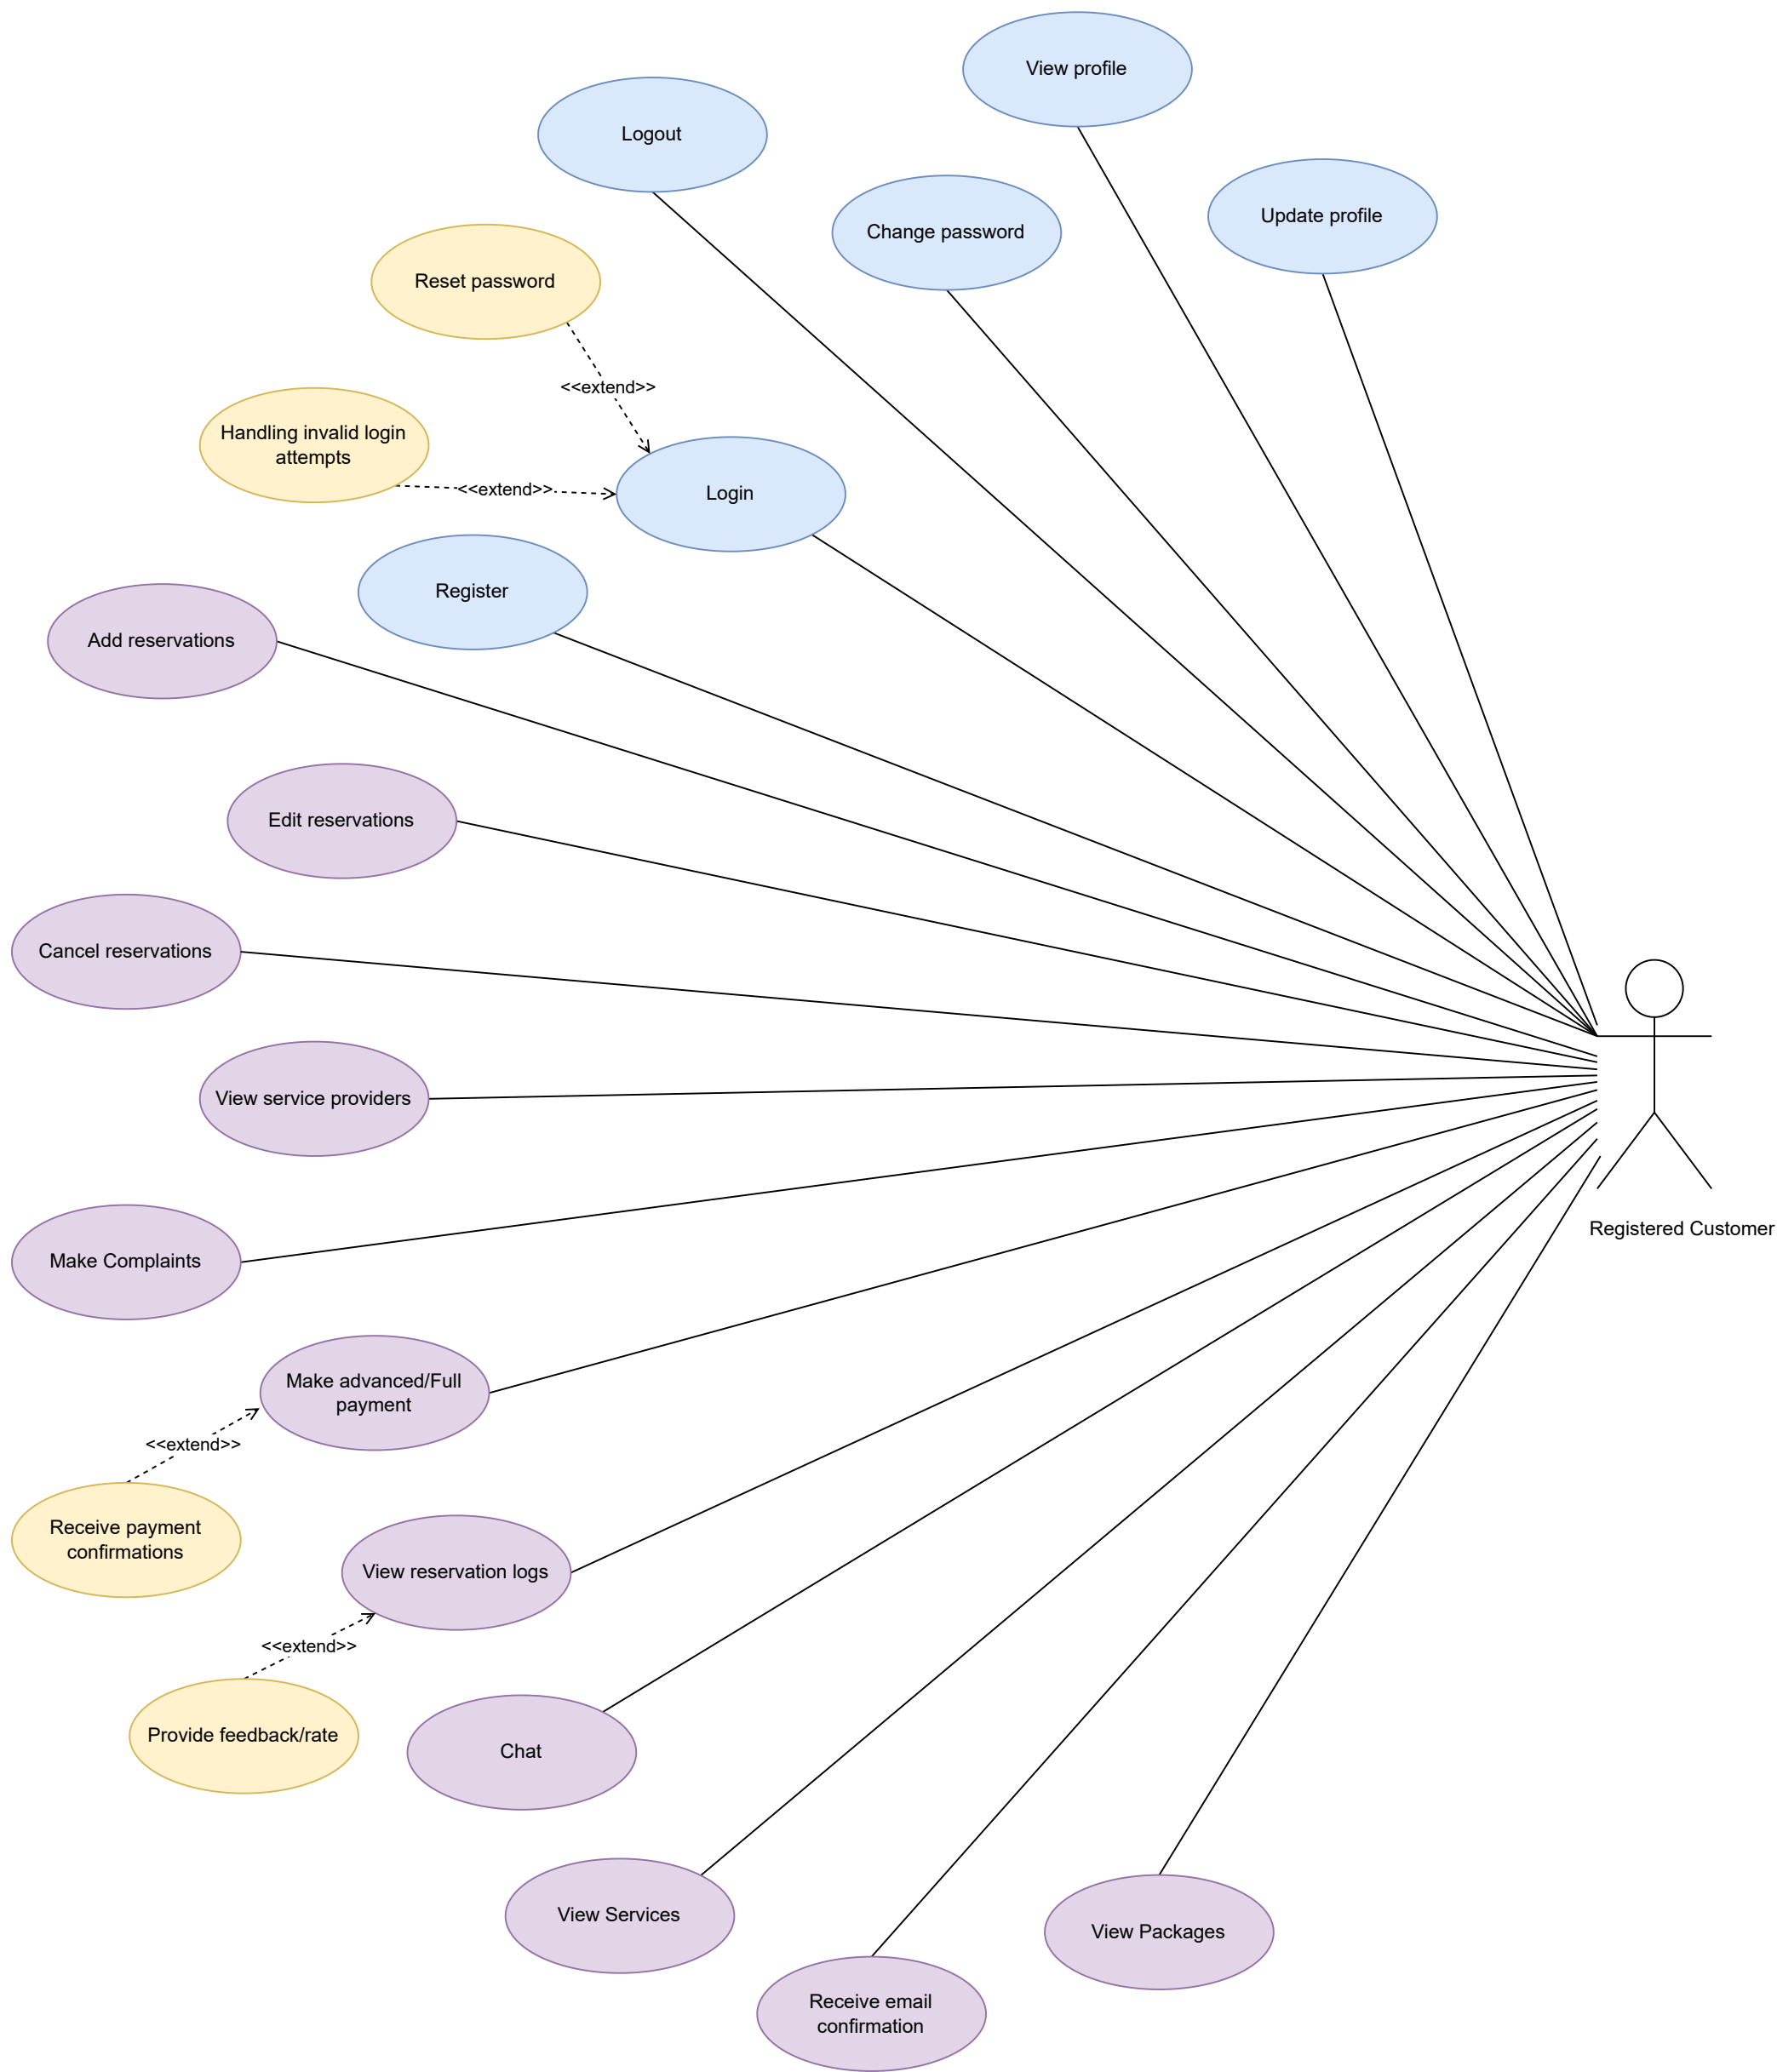 View profile
Logout
Update profile
Change password
Reset password
<<extend>>
Handling invalid login
attempts
<<extend>>
Login
Register
Add reservations
Edit reservations
Cancel reservations
View service providers
Registered Customer
Make Complaints
Make advanced/Full
payment
<<extend>>
Receive payment
confirmations
View reservation logs
<<extend>>
Provide feedback/rate
Chat
View Services
View Packages
Receive email
confirmation